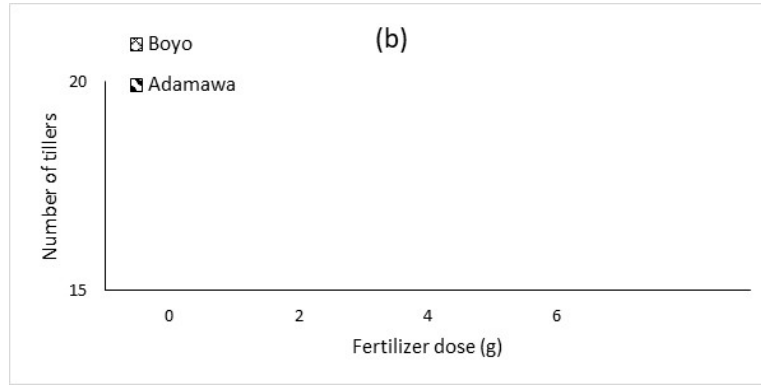 (b)
Boyo
Adamawa
20
15
Number of tillers
0 2 4 6
Fertilizer dose (g)